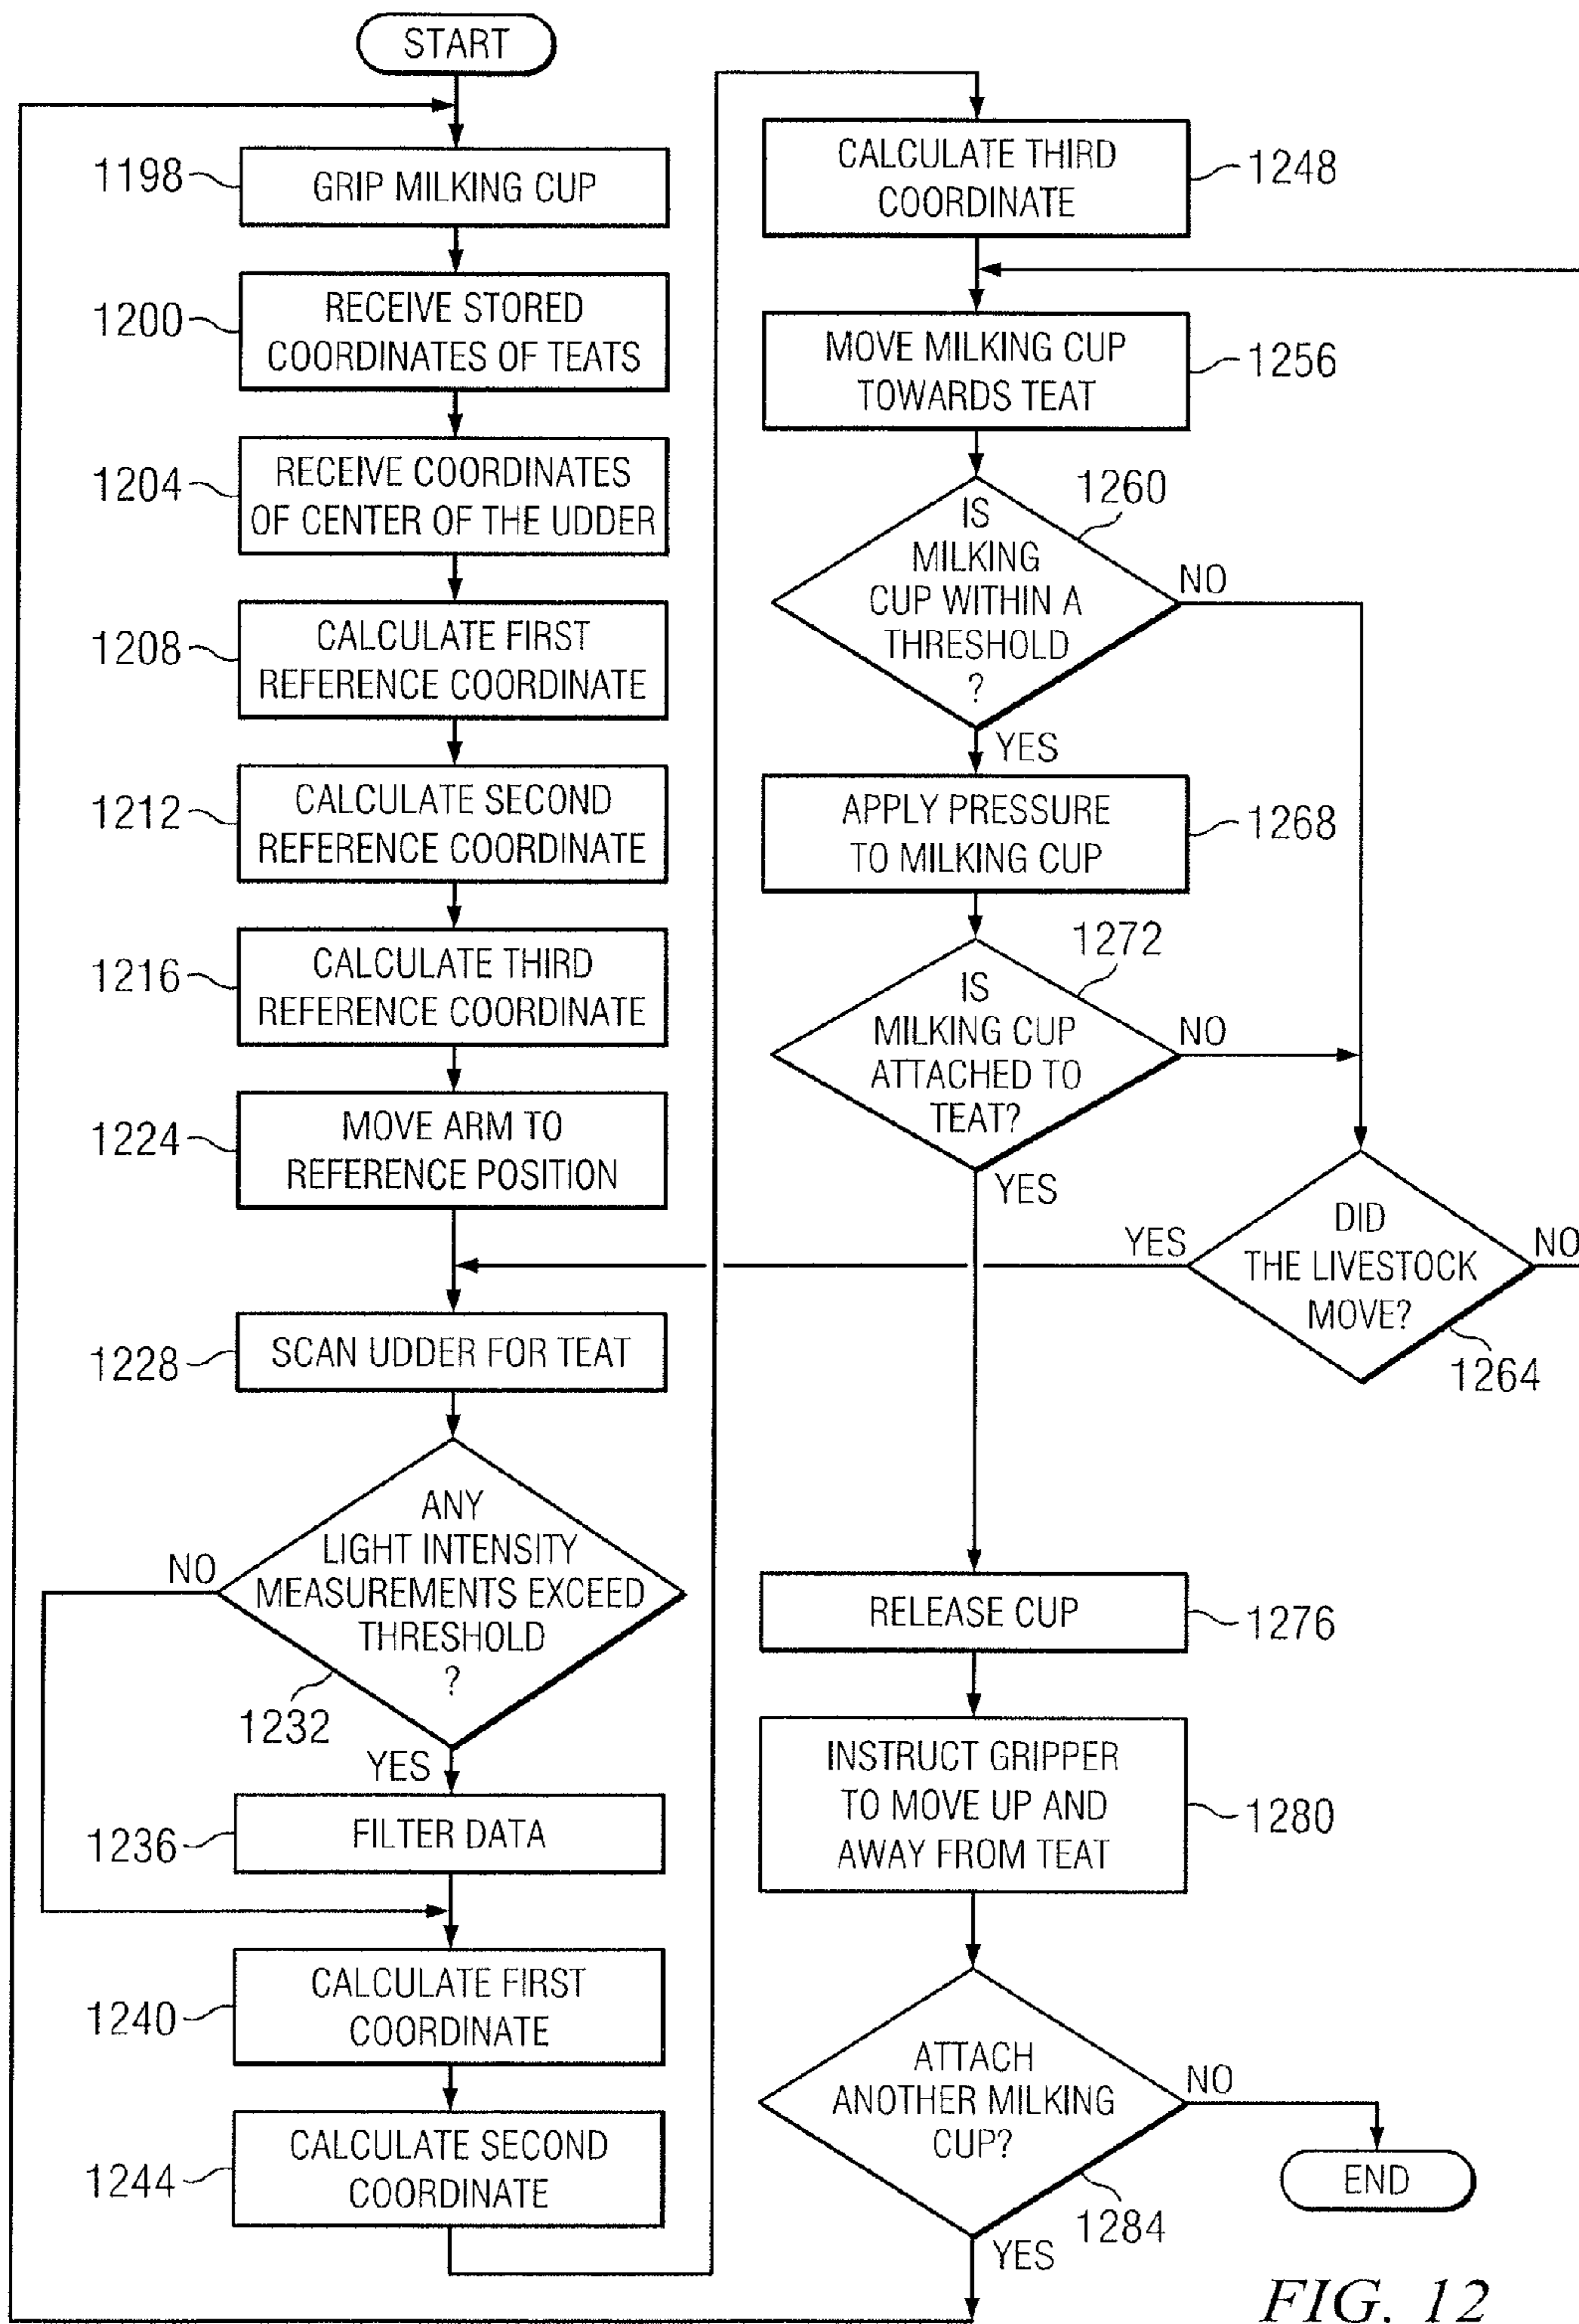 START
1198
GRIP MILKING CUP
1200
RECEIVE STORED
COORDINATES OF TEATS
1204
RECEIVE COORDINATES
OF CENTER OF THE UDDER
1208
CALCULATE FIRST
REFERENCE COORDINATE
1212
CALCULATE SECOND
REFERENCE COORDINATE
1216
CALCULATE THIRD
REFERENCE COORDINATE
1224
MOVE ARM TO
REFERENCE POSITION
1228
SCAN UDDER FOR TEAT
ANY
LIGHT INTENSITY
MEASUREMENTS EXCEED
THRESHOLD
?
NO
1232
YES
1236
FILTER DATA
1240
CALCULATE FIRST
COORDINATE
1244
CALCULATE SECOND
COORDINATE
CALCULATE THIRD
COORDINATE
1248
MOVE MILKING CUP
TOWARDS TEAT
1256
1260
IS
MILKING
CUP WITHIN A
THRESHOLD
?
NO
YES
APPLY PRESSURE
TO MILKING CUP
1268
1272
IS
MILKING CUP
ATTACHED TO
TEAT?
NO
YES
YES
DID
THE LIVESTOCK
MOVE?
NO
1264
RELEASE CUP
1276
INSTRUCT GRIPPER
TO MOVE UP AND
AWAY FROM TEAT
1280
ATTACH
ANOTHER MILKING
CUP?
NO
1284
YES
END
FIG. 12